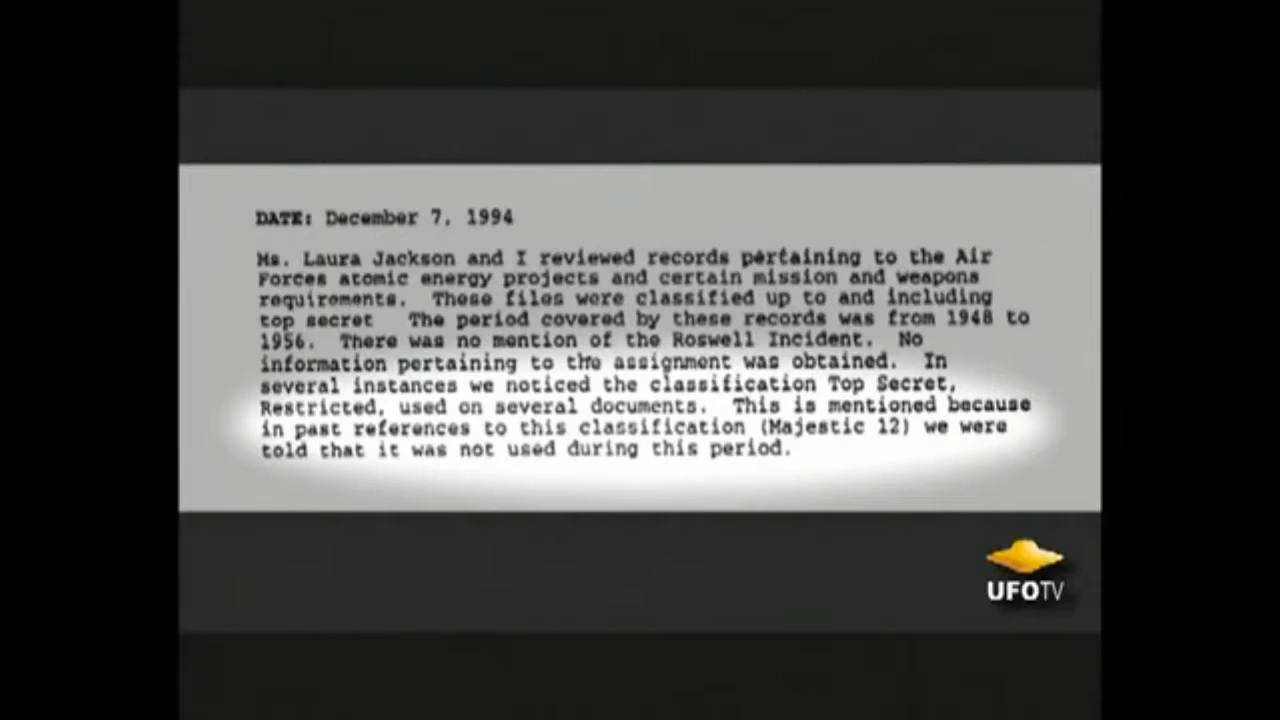 DATE: December 7, 1994
Ms. Laura Jackson and I reviewed records pertaining to the Air
Forces atomic energy projects and certain mission and weapons
requirements. These files were classified up to and including
top secret The period covered by these records was from 1948 to
1956. There was no mention of the Roswell Incident. No
information pertaining to the assignment was obtained. In
several instances we noticed the classification Top Secret,
Restricted, used on several documents. This is mentioned because
in past references to this classification (Majestic 12) we were
told that it was not used during this period.
UFOTV